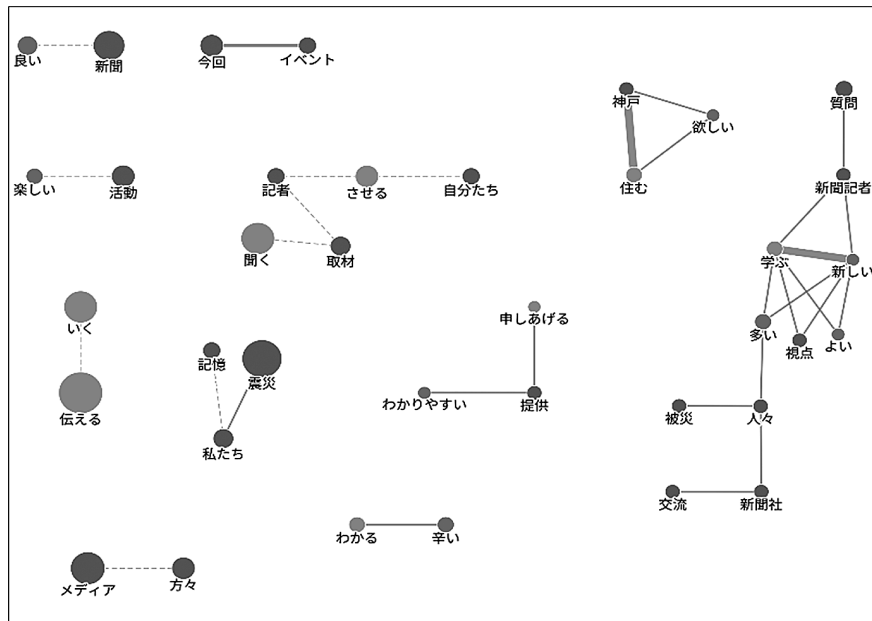 良い
新聞
今回
イベント
神戸
欲しい
質問
楽しい
活動
記者
させる
自分たち
住む
新聞記者
聞く
取材
学ぶ
新しい
いく
申しあげる
多い
視点
よい
記憶
震災
伝える
わかりやすい
提供
被災
人々
私たち
交流
新聞社
わかる
辛い
メディア
方々